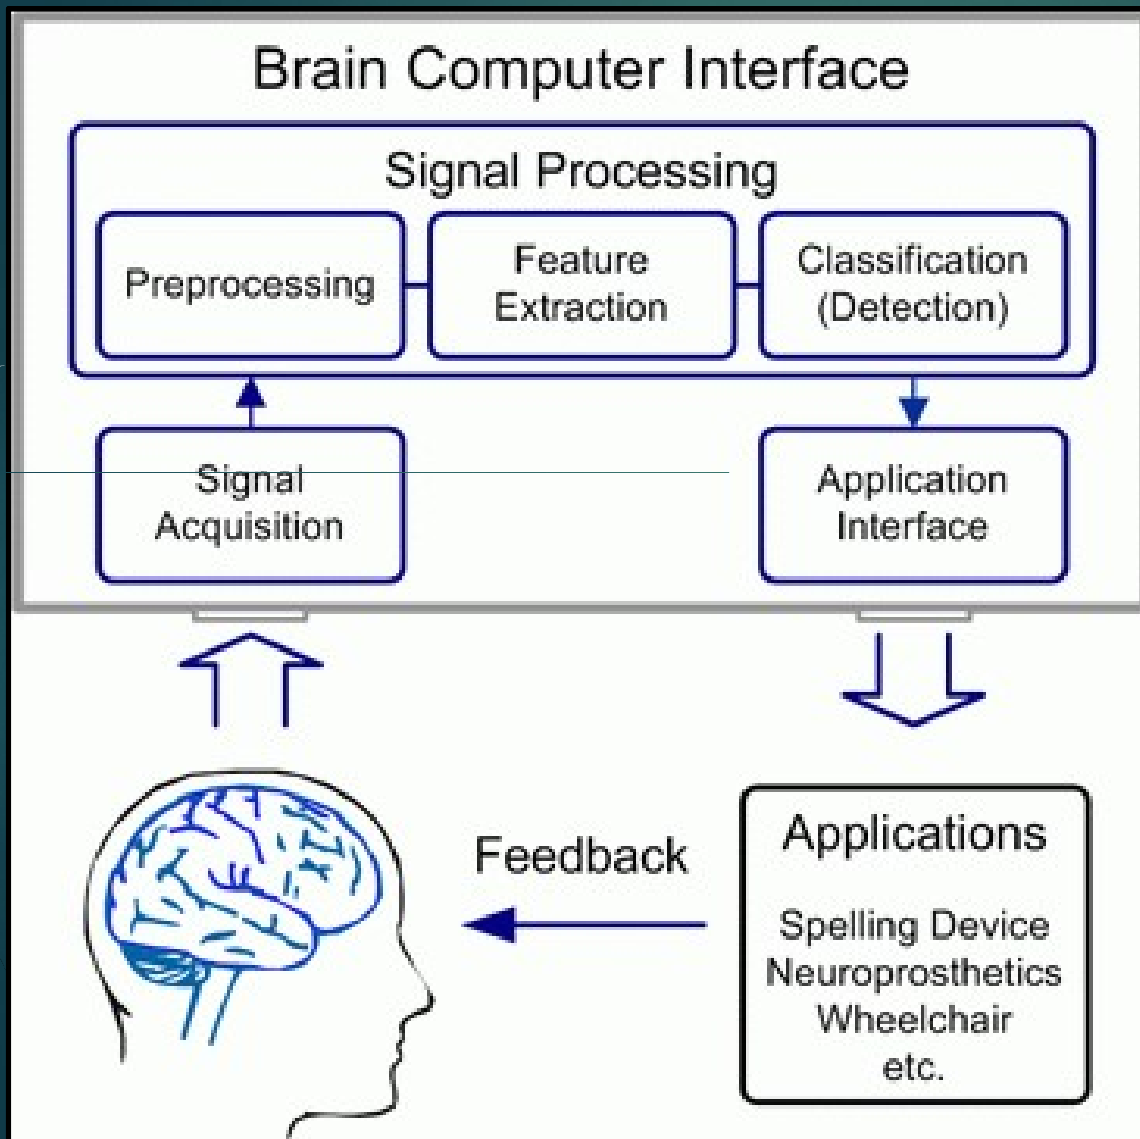 Brain Computer Interface
Signal Processing
Preprocessing
Feature
Extraction
Classification
(Detection)
Signal
Acquisition
Application
Interface
Feedback
Applications
Spelling Device
Neuroprosthetics
Wheelchair
etc.